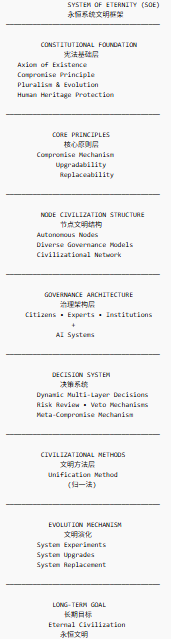 SYSTEM OF ETERNITY (SOE)
永恒系统文明框架
CONSTITUTIONAL FOUNDATION
宪法基础层
Axiom of Existence
Compromise Principle
Pluralism & Evolution
Human Heritage Protection
CORE PRINCIPLES
核心原则层
Compromise Mechanism
Upgradability
Replaceability
NODE CIVILIZATION STRUCTURE
节点文明结构
Autonomous Nodes
Diverse Governance Models
Civilizational Network
GOVERNANCE ARCHITECTURE
治理架构层
Citizens • Experts • Institutions
+
AI Systems
DECISION SYSTEM
决策系统
Dynamic Multi-Layer Decisions
Risk Review • Veto Mechanisms
Meta-Compromise Mechanism
CIVILIZATIONAL METHODS
文明方法层
Unification Method
(归一法)
EVOLUTION MECHANISM
文明演化
System Experiments
System Upgrades
System Replacement
LONG-TERM GOAL
长期目标
Eternal Civilization
永恒文明